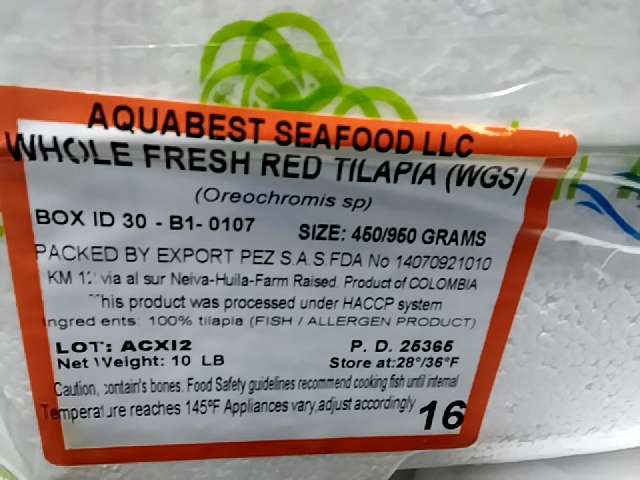 AQUABEST SEAFOOD LLC
WHOLE FRESH RED TILAPIA (WGS)
(Oreochromis sp)
BOX ID 30 - B1- 0107 SIZE: 450/950 GRAMS
PACKED BY EXPORT PEZ S A S FDA No 14070921010
KM via al sur Neiva-Huila-Farm Raised. Product of COLOMBIA
This product was processed under HACCP system
Ingredients: 100% tilapia (FISH / ALLERGEN PRODUCT)
LOT: ACXI2 P. D. 25365
Net Weight: 10 LB Store at:28°/36°F
Caution, contain's bones. Food Safety guidelines recommend cooking fish until internal
Temperature reaches 145ºF Appliances vary,adjust accordingly 16